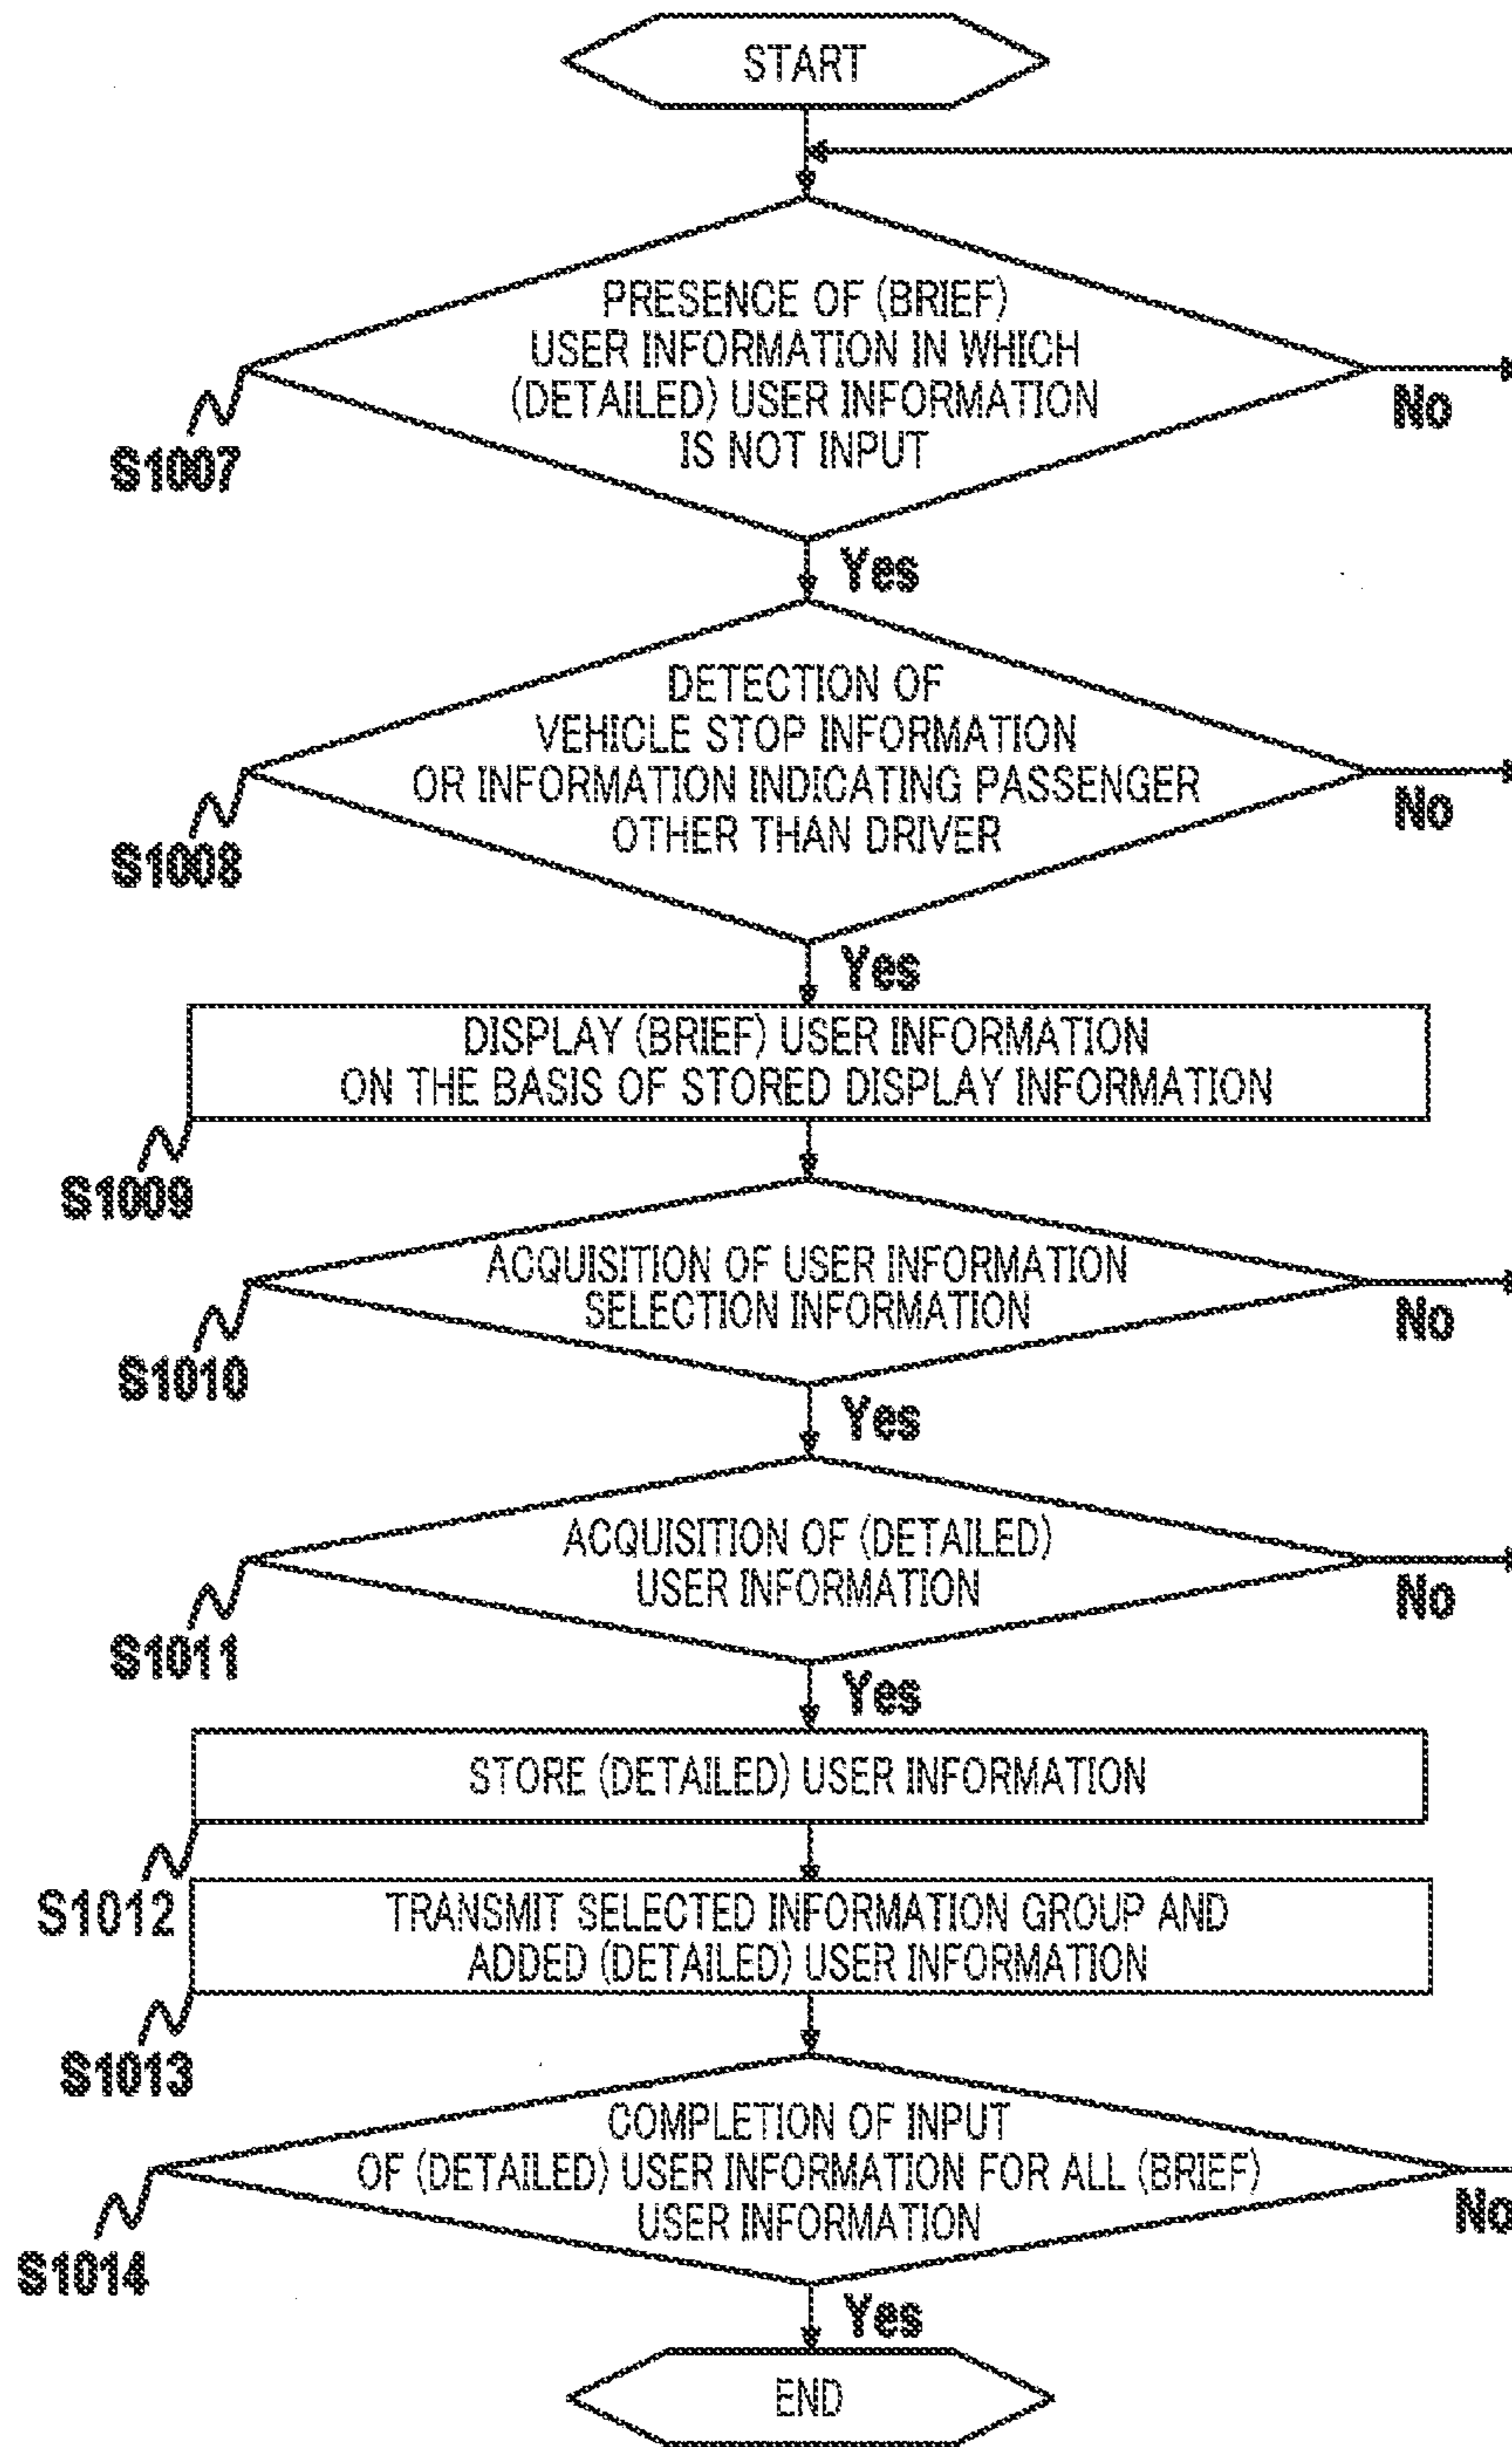 START
PRESENCE OF (BRIEF)
USER INFORMATION IN WHICH
(DETAILED) USER INFORMATION
IS NOT INPUT
No
S1007
Yes
DETECTION OF
VEHICLE STOP INFORMATION
OR INFORMATION INDICATING PASSENGER
OTHER THAN DRIVER
No
S1008
Yes
DISPLAY (BRIEF) USER INFORMATION
ON THE BASIS OF STORED DISPLAY INFORMATION
S1009
ACQUISITION OF USER INFORMATION
SELECTION INFORMATION
No
S1010
Yes
ACQUISITION OF (DETAILED)
USER INFORMATION
No
S1011
Yes
STORE (DETAILED) USER INFORMATION
S1012
TRANSMIT SELECTED INFORMATION GROUP AND
ADDED (DETAILED) USER INFORMATION
S1013
COMPLETION OF INPUT
OF (DETAILED) USER INFORMATION FOR ALL (BRIEF)
USER INFORMATION
No
S1014
Yes
END